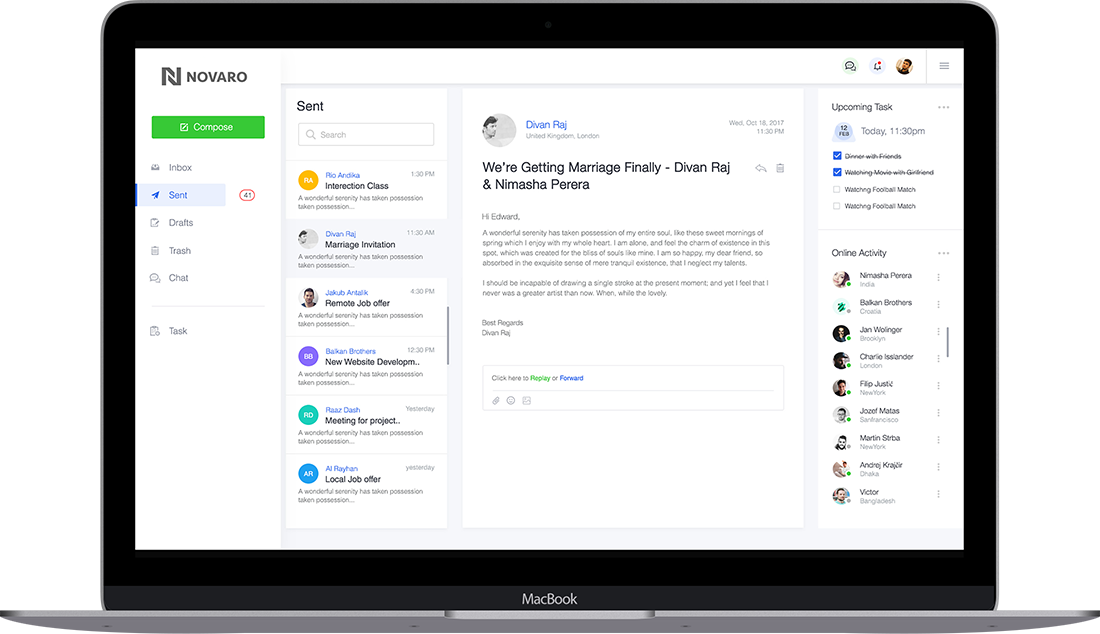 NOVARO
Compose
Inbox
Sent
41
Drafts
Trash
Chat
Task
Sent
Search
RA
Rio Andika
1:30 PM
Interection Class
A wonderful serenity has taken possession
taken possession...
Divan Raj
11:30 AM
Marriage Invitation
A wonderful serenity has taken possession
taken possession...
Jakub Antalik
4:30 PM
Remote Job offer
A wonderful serenity has taken possession
taken possession...
BB
Balkan Brothers
12:30 PM
New Website Developm..
A wonderful serenity has taken possession
taken possession...
RD
Raaz Dash
Yesterday
Meeting for project..
A wonderful serenity has taken possession
taken possession...
AR
Al Rayhan
yesterday
Local Job offer
A wonderful serenity has taken possession
taken possession...
Divan Raj
United Kingdom, London
Wed, Oct 18, 2017
11:30 PM
We're Getting Marriage Finally - Divan Raj
& Nimasha Perera
Hi Edward,
A wonderful serenity has taken possession of my entire soul, like these sweet mornings of
spring which I enjoy with my whole heart. I am alone, and feel the charm of existence in this
spot, which was created for the bliss of souls like mine. I am so happy, my dear friend, so
absorbed in the exquisite sense of mere tranquil existence, that I neglect my talents.
I should be incapable of drawing a single stroke at the present moment; and yet I feel that I
never was a greater artist than now. When, while the lovely.
Best Regards
Divan Raj
Click here to Replay or Forward
Upcoming Task
12
FEB
Today, 11:30pm
Dinner with Friends
Watching Movie with Girlfriend
Watchng Foolball Match
Watchng Foolball Match
Online Activity
Nimasha Perera
India
Balkan Brothers
Croatia
Jan Wolinger
Brooklyn
Charlie Isslander
London
Filip Justić
NewYork
Jozef Matas
Sanfrancisco
Martin Strba
NewYork
Andrej Krajčir
Dhaka
Victor
Bangladesh
MacBook